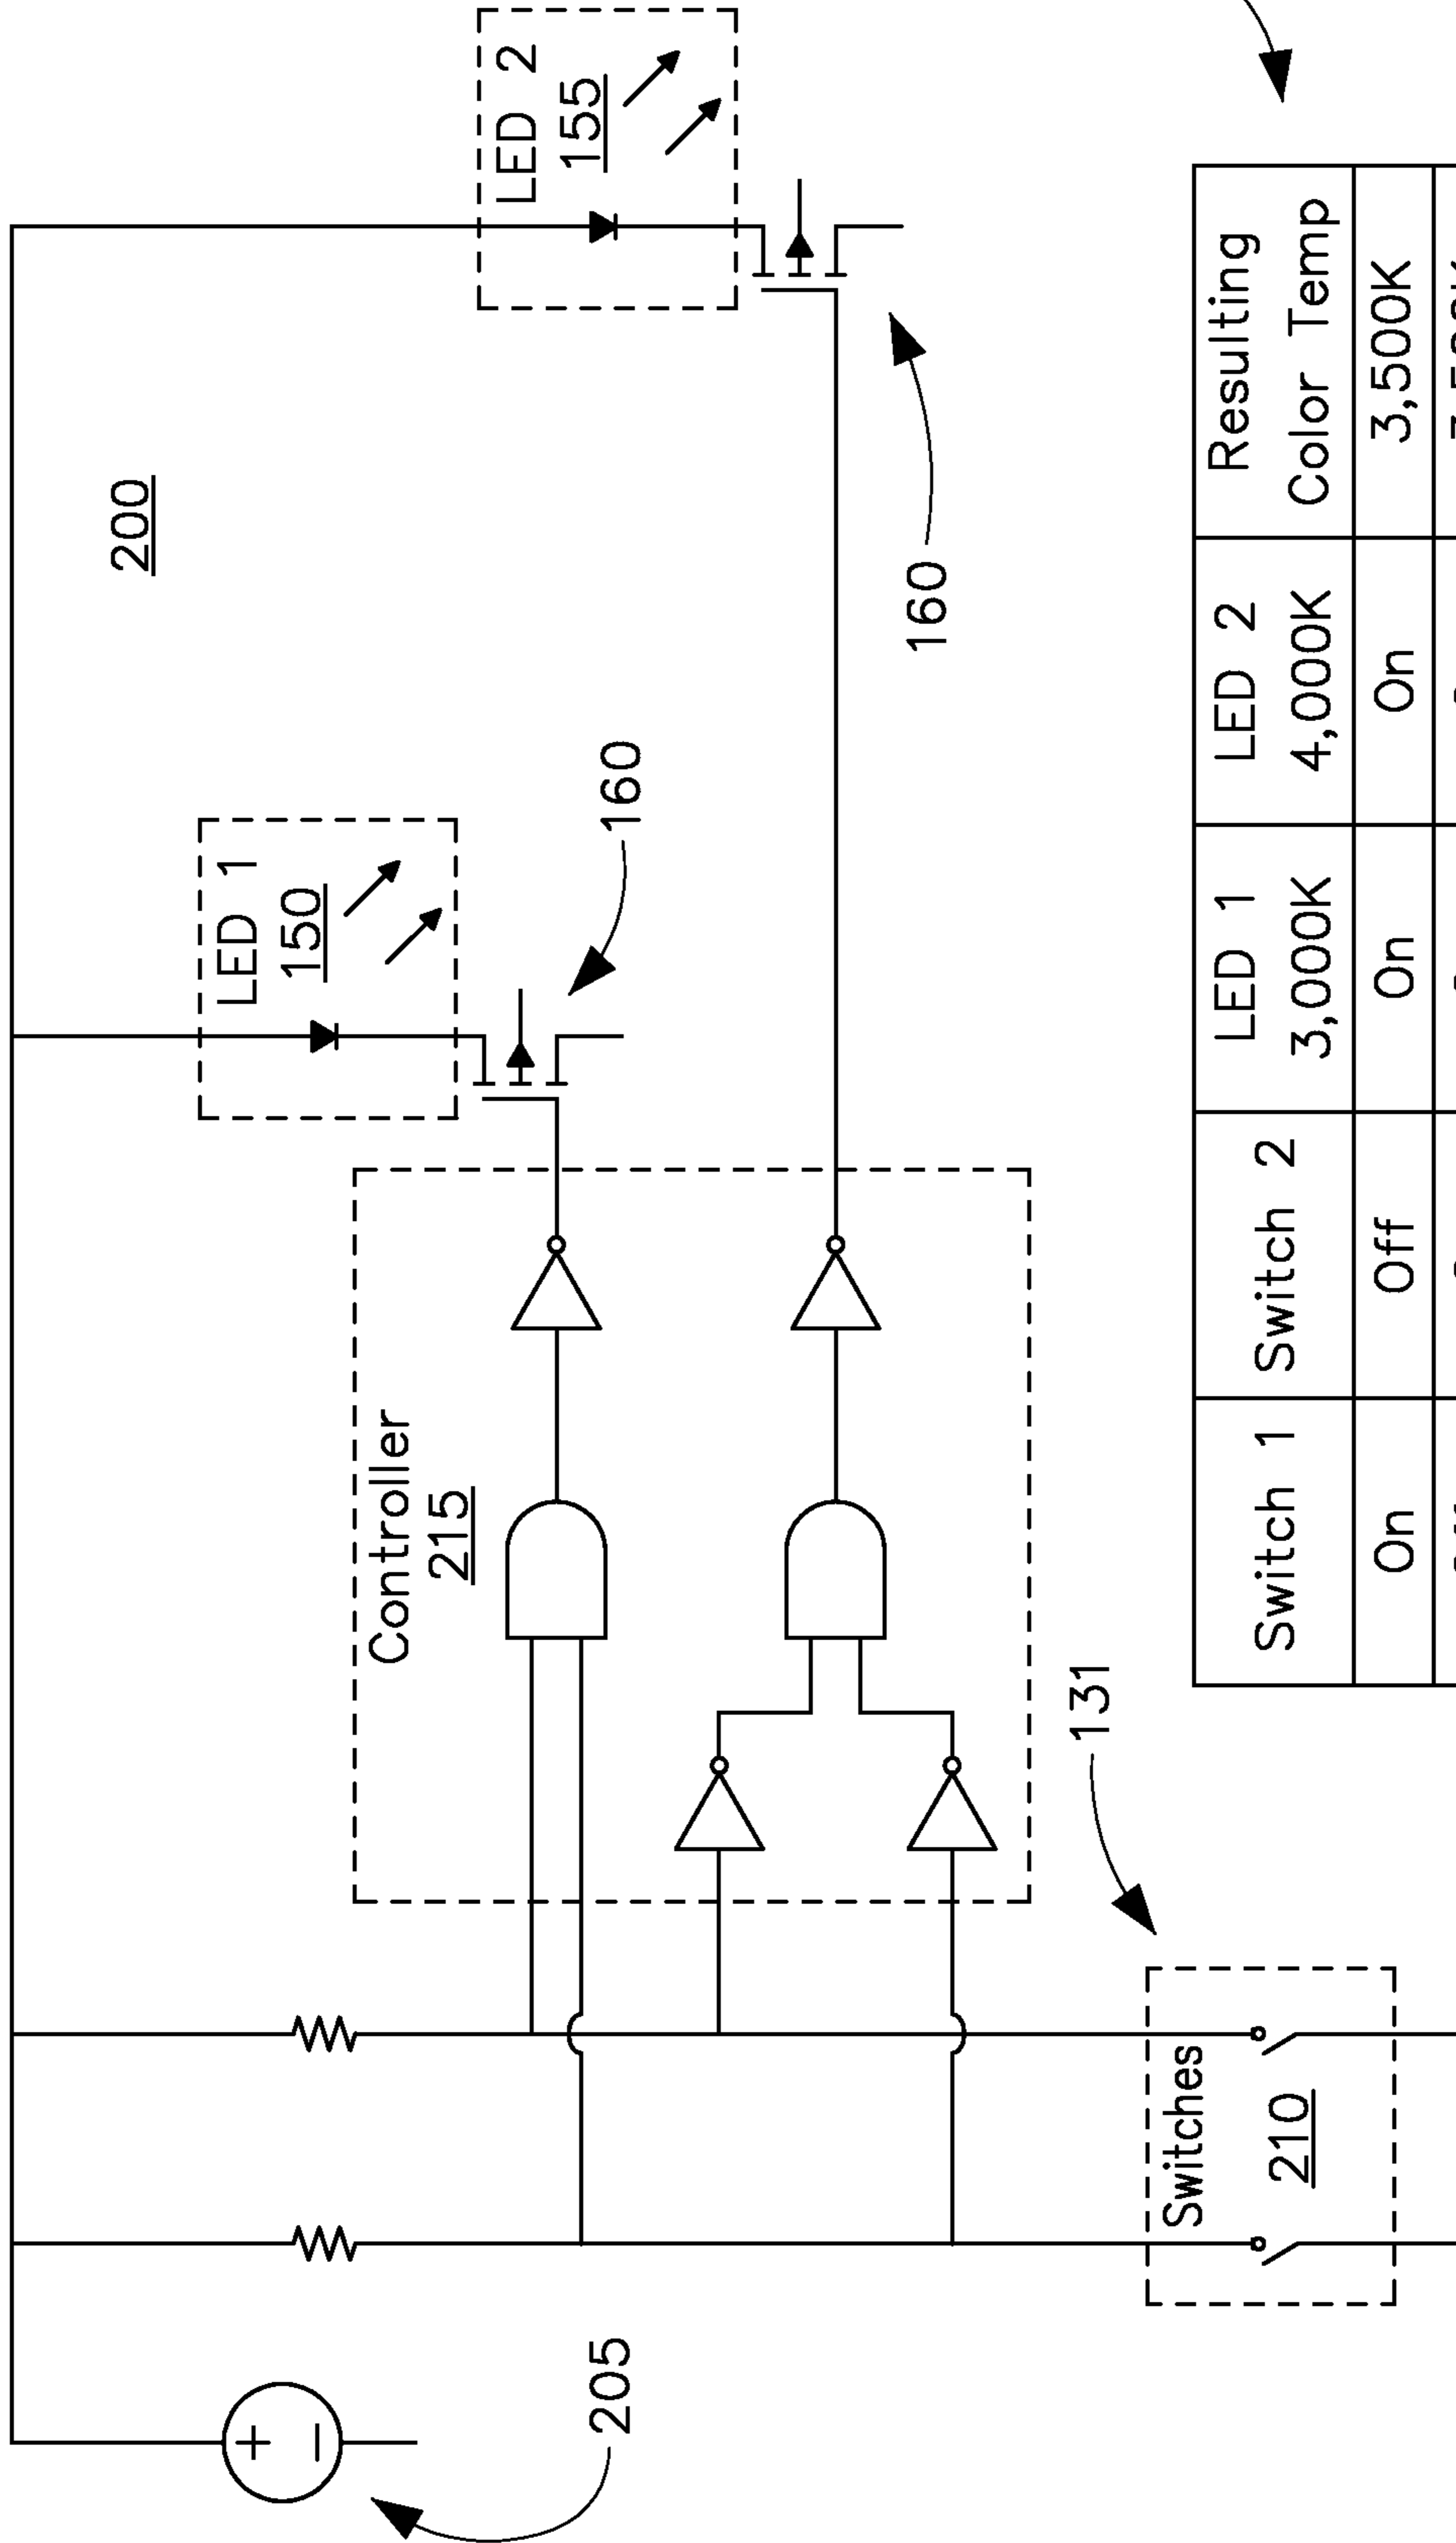 200
LED 1
150
LED 2
155
160
160
Controller
215
131
Switches
210
205
+
−
Switch 1 Switch 2 LED 1 3,000K LED 2 4,000K Resulting Color Temp
On Off On On 3,500K